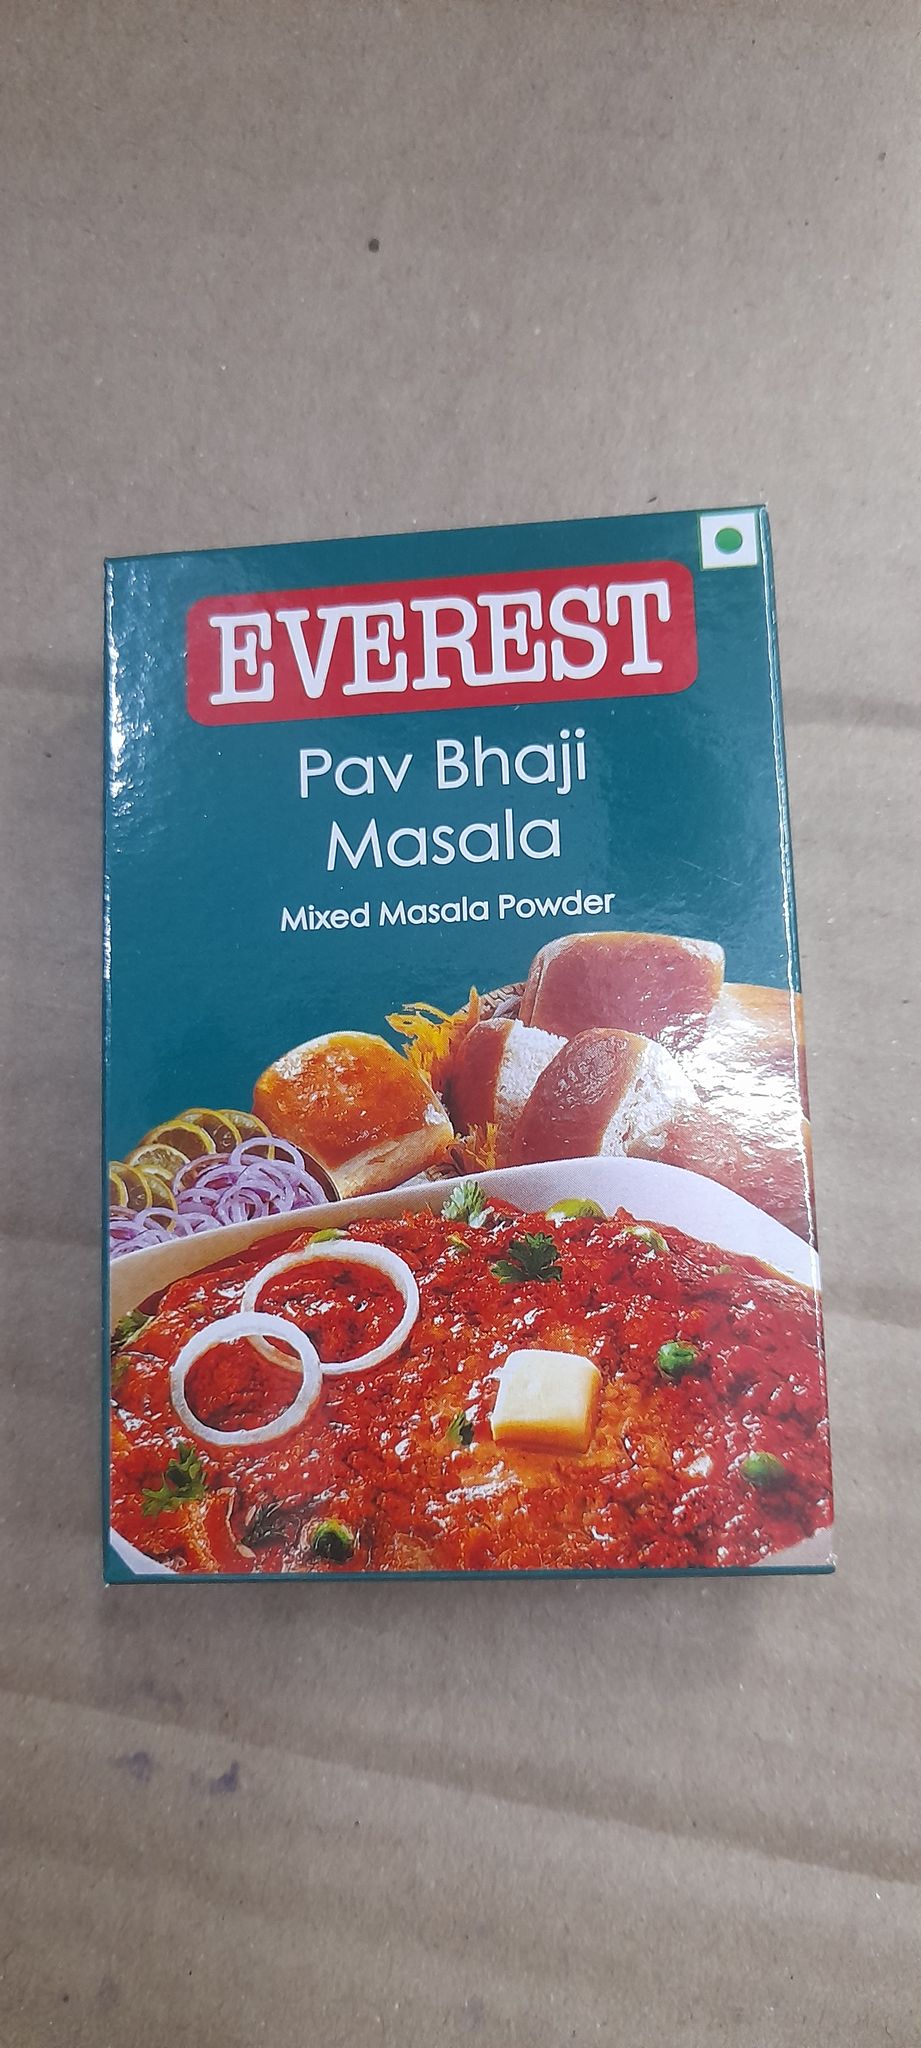 EVEREST
Pav Bhaji
Masala
Mixed Masala Powder